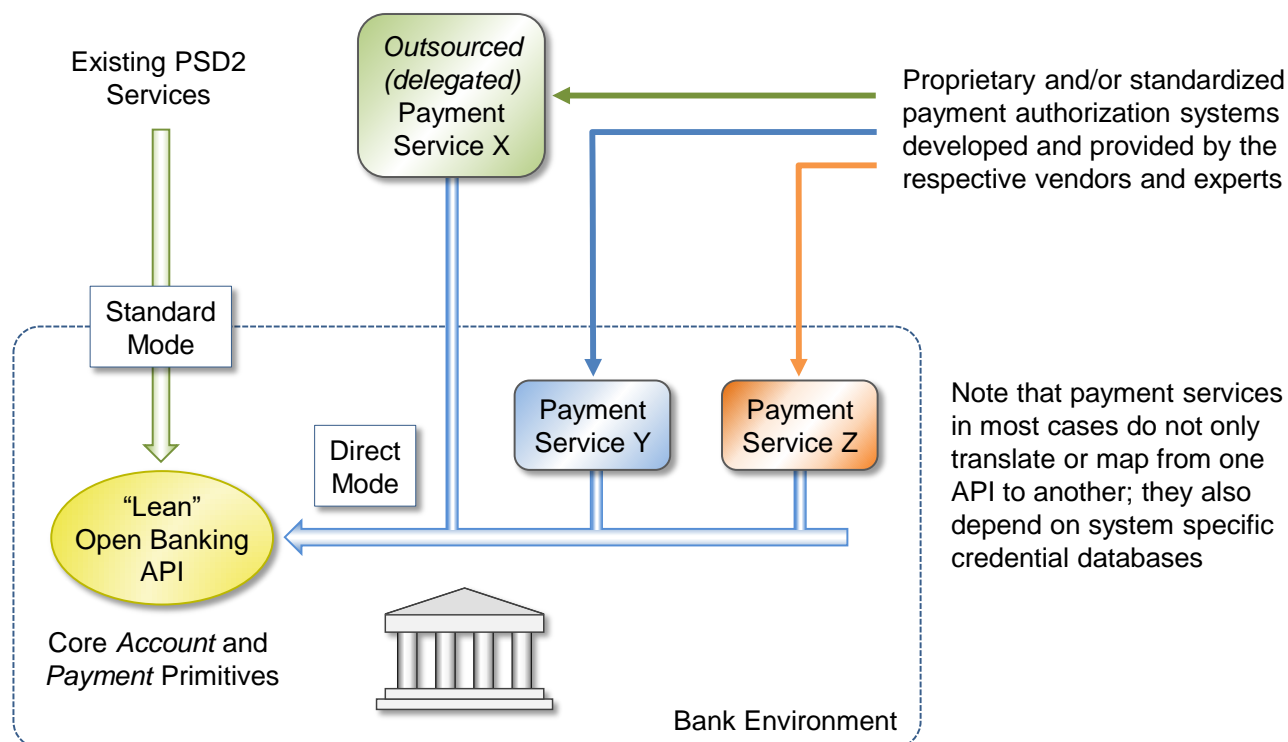 Existing PSD2
Services
Outsourced
(delegated)
Payment
Service X
Proprietary and/or standardized
payment authorization systems
developed and provided by the
respective vendors and experts
Standard
Mode
Payment
Service Y
Payment
Service Z
Direct
Mode
“Lean”
Open Banking
API
Note that payment services
in most cases do not only
translate or map from one
API to another; they also
depend on system specific
credential databases
Core Account and
Payment Primitives
Bank Environment